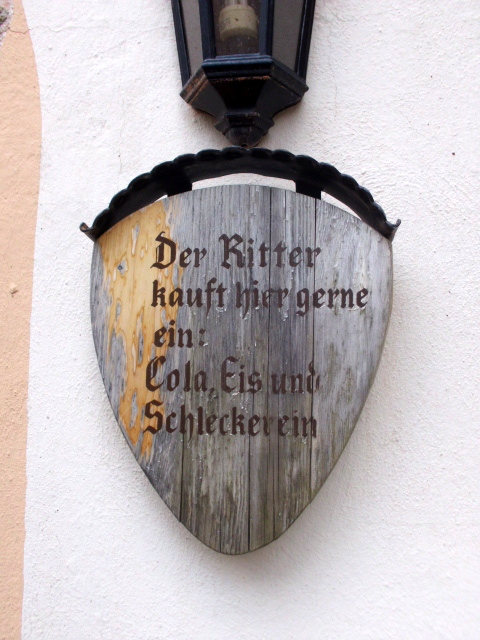 Der Ritter
kauft hier gerne
ein:
Cola, Eis und
Schleckerein